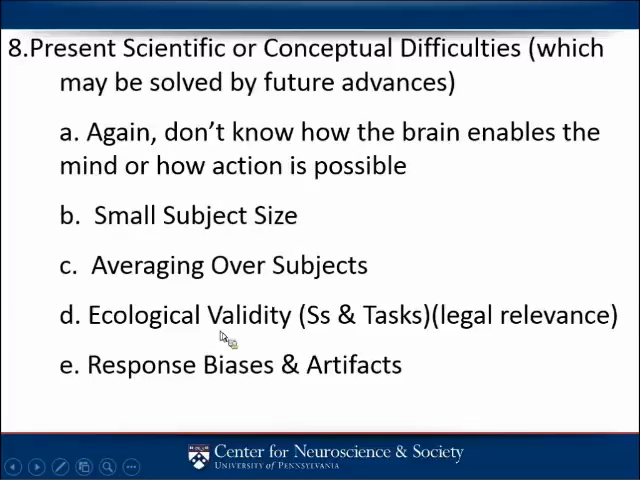 8.Present Scientific or Conceptual Difficulties (which
may be solved by future advances)
a. Again, don't know how the brain enables the
mind or how action is possible
b. Small Subject Size
c. Averaging Over Subjects
d. Ecological Validity (Ss & Tasks)(legal relevance)
e. Response Biases & Artifacts
Center for Neuroscience & Society
University of Pennsylvania